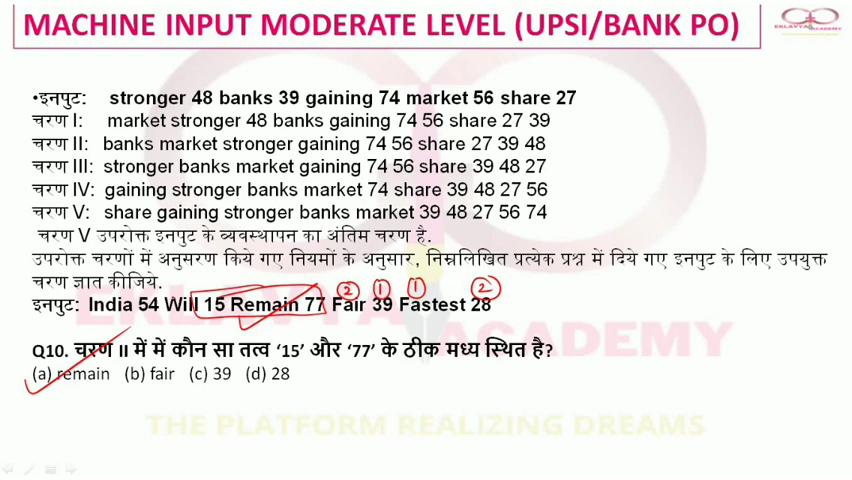 MACHINE INPUT MODERATE LEVEL (UPSI/BANK PO)
EKLAVYA ACADEMY
•इनपुट: stronger 48 banks 39 gaining 74 market 56 share 27
चरण I: market stronger 48 banks gaining 74 56 share 27 39
चरण II: banks market stronger gaining 74 56 share 27 39 48
चरण III: stronger banks market gaining 74 56 share 39 48 27
चरण IV: gaining stronger banks market 74 share 39 48 27 56
चरण V: share gaining stronger banks market 39 48 27 56 74
चरण V उपरोक्त इनपुट के व्यवस्थापन का अंतिम चरण है.
उपरोक्त चरणों में अनुसरण किये गए नियमों के अनुसार, निम्नलिखित प्रत्येक प्रश्न में दिये गए इनपुट के लिए उपयुक्त
चरण ज्ञात कीजिये.
2 1 1 2
इनपुट: India 54 Will 15 Remain 77 Fair 39 Fastest 28
EKLAVYA ACADEMY
Q10. चरण II में में कौन सा तत्व ‘15’ और ‘77’ के ठीक मध्य स्थित है?
(a) remain (b) fair (c) 39 (d) 28
THE PLATFORM REALIZING DREAMS